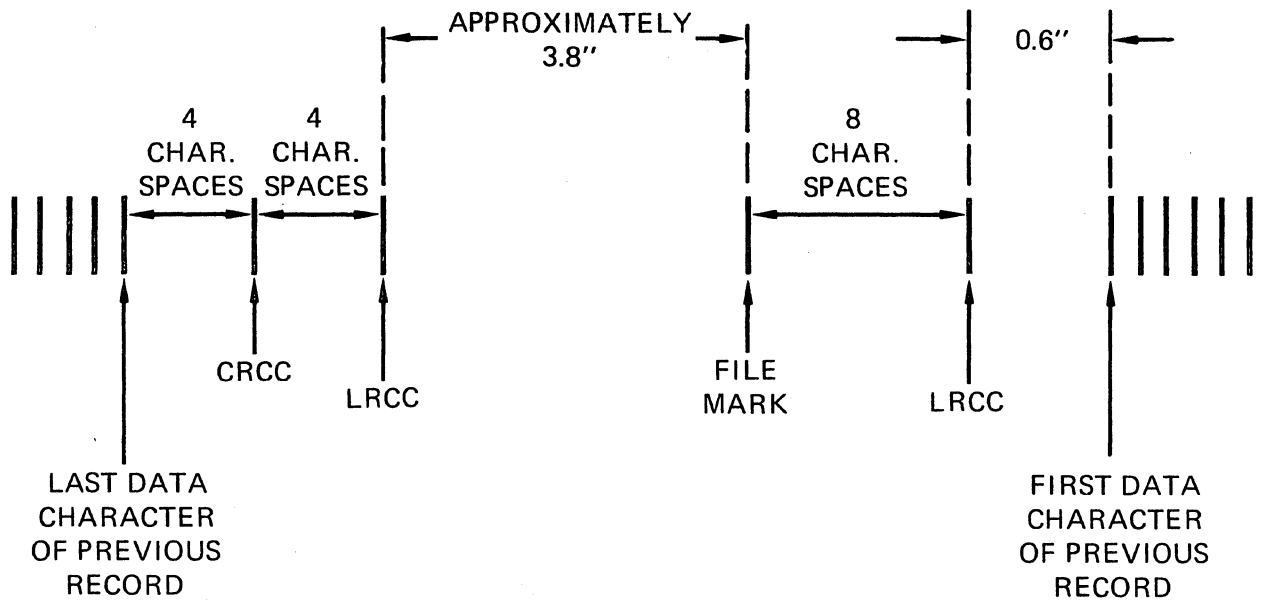 APPROXIMATELY
3.8"
0.6"
4
CHAR.
SPACES
4
CHAR.
SPACES
8
CHAR.
SPACES
CRCC
LRCC
FILE
MARK
LRCC
LAST DATA
CHARACTER
OF PREVIOUS
RECORD
FIRST DATA
CHARACTER
OF PREVIOUS
RECORD